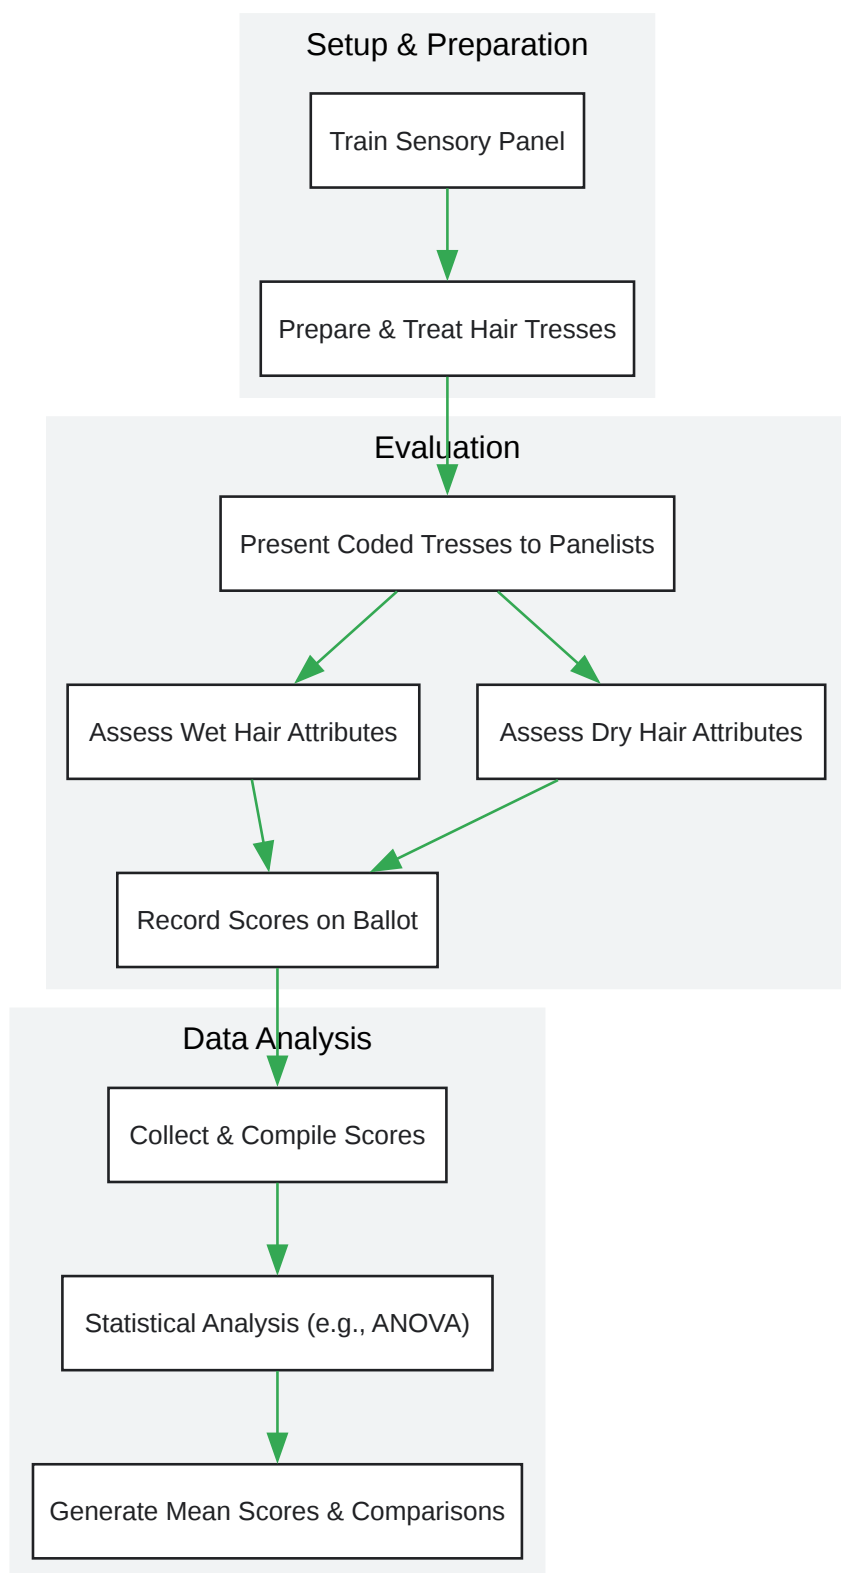 Setup & Preparation
Train Sensory Panel
Prepare & Treat Hair Tresses
Evaluation
Present Coded Tresses to Panelists
Assess Wet Hair Attributes
Assess Dry Hair Attributes
Record Scores on Ballot
Data Analysis
Collect & Compile Scores
Statistical Analysis (e.g., ANOVA)
Generate Mean Scores & Comparisons